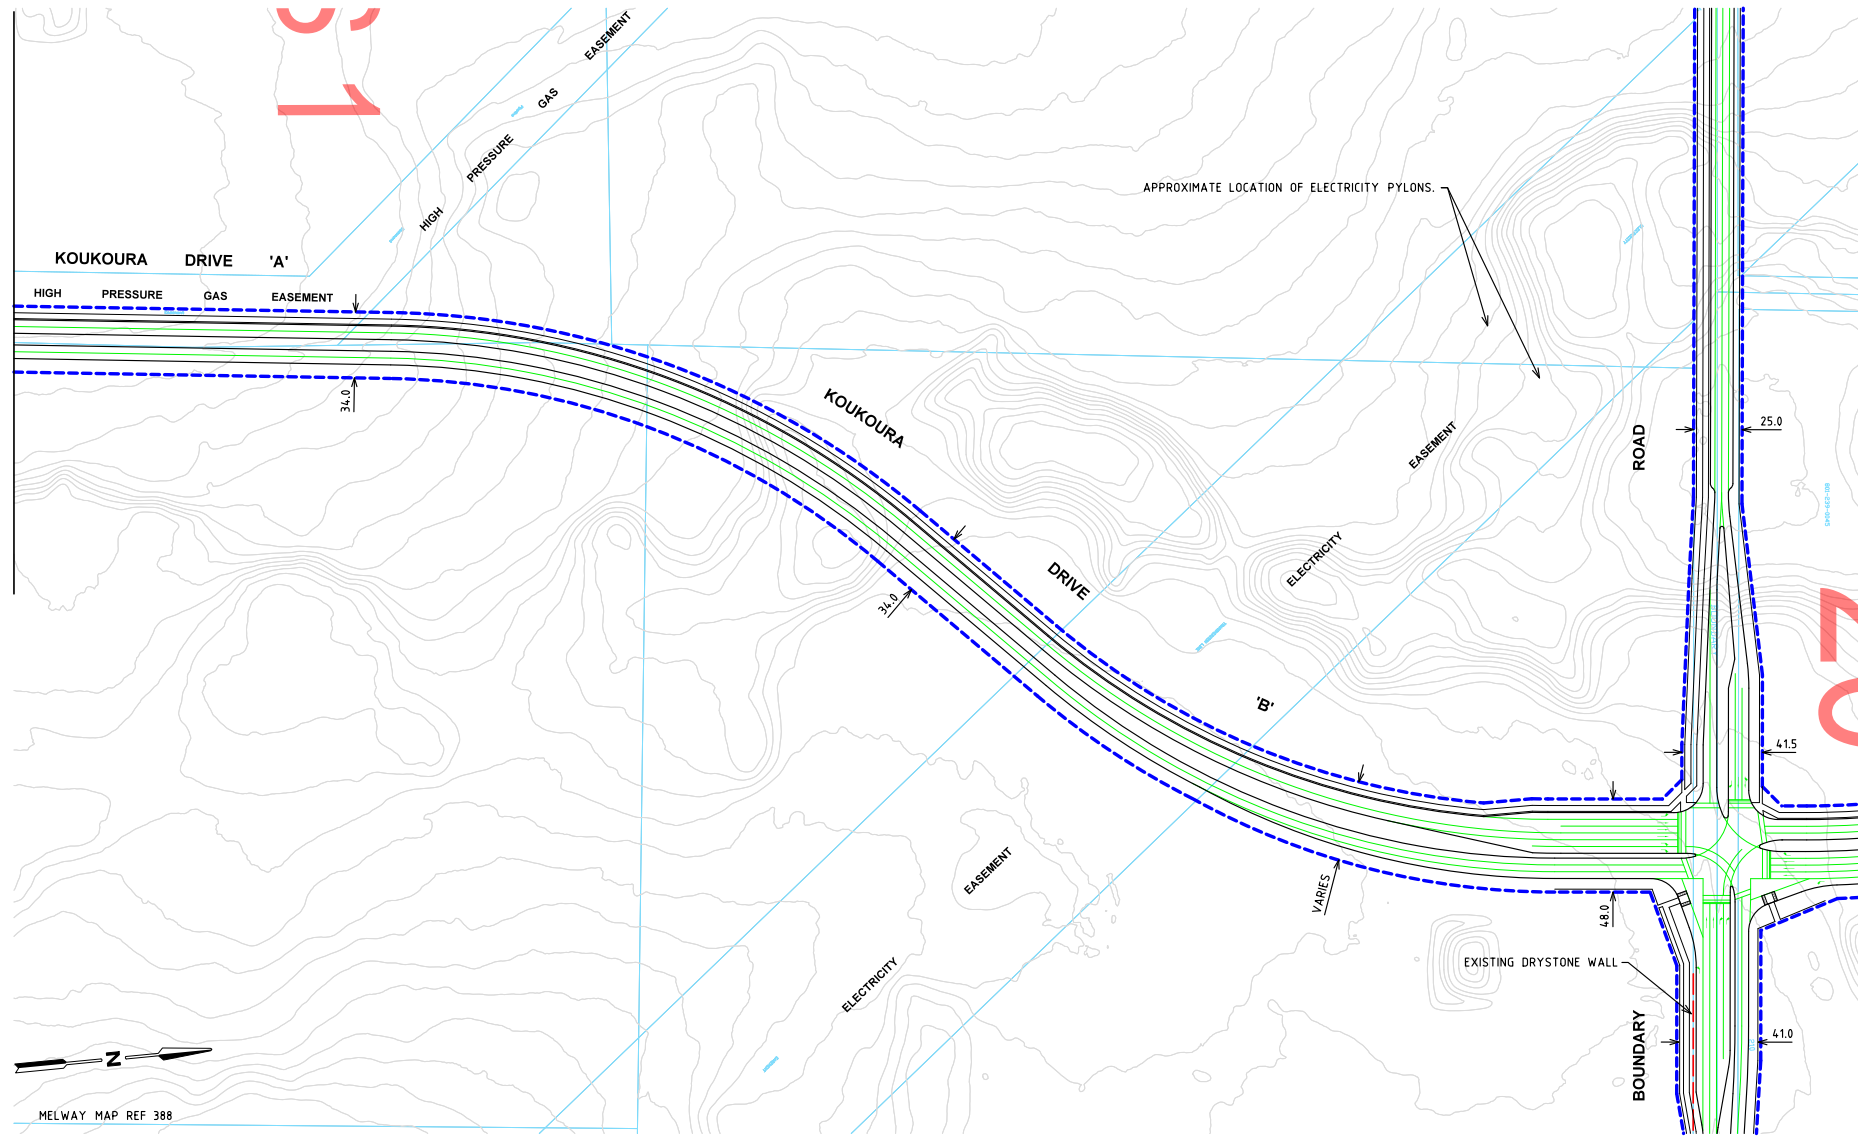 HIGH PRESSURE GAS EASEMENT
KOUKOURA DRIVE 'A'
HIGH PRESSURE GAS EASEMENT
34.0
KOUKOURA DRIVE 'B'
34.0
APPROXIMATE LOCATION OF ELECTRICITY PYLONS.
ELECTRICITY EASEMENT
ELECTRICITY EASEMENT
VARIES
48.0
BOUNDARY ROAD
25.0
41.5
EXISTING DRYSTONE WALL
41.0
N
MELWAY MAP REF 388